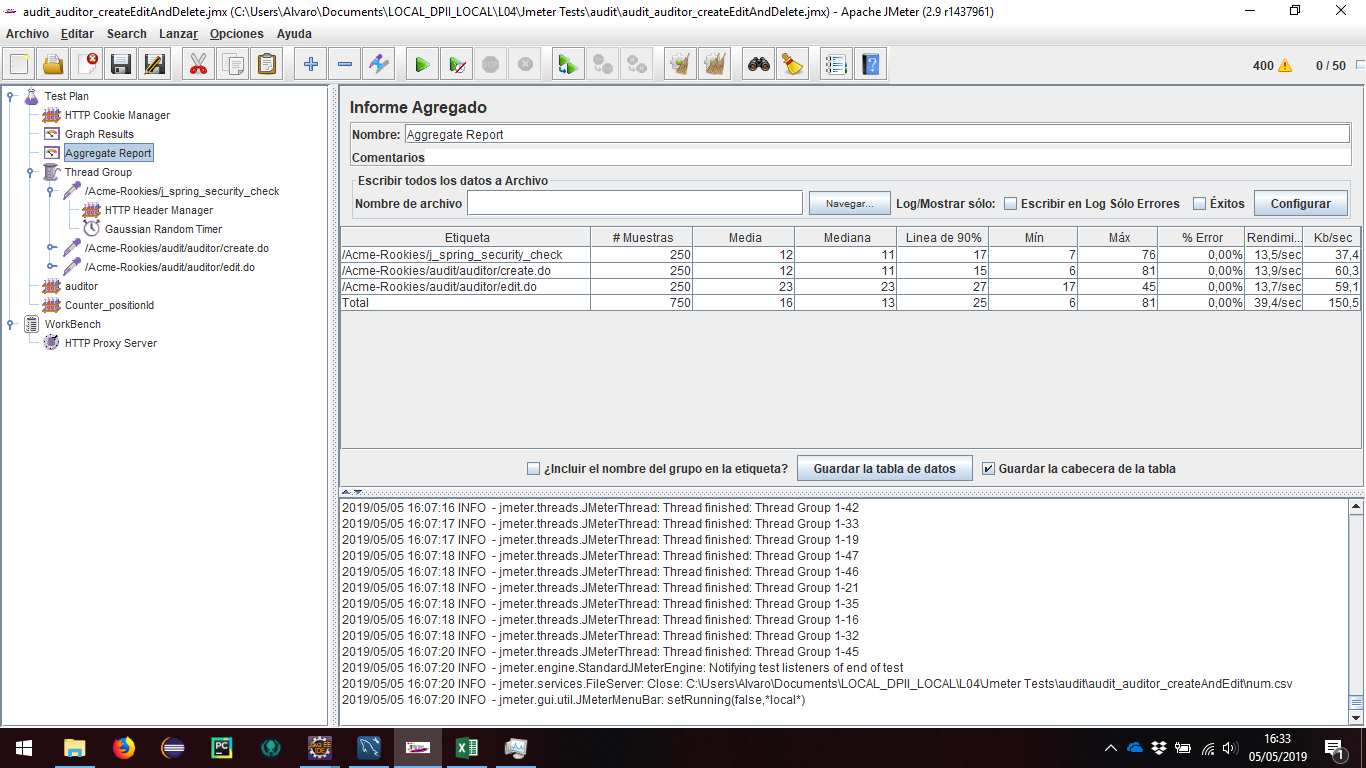 audit_auditor_createEditAndDelete.jmx (C:\Users\Alvaro\Documents\LOCAL_DPII_LOCAL\L04\Jmeter Tests\audit\audit_auditor_createEditAndDelete.jmx) - Apache JMeter (2.9 r1437961)
Archivo Editar Search Lanzar Opciones Ayuda
400 0 / 50
Test Plan
HTTP Cookie Manager
Graph Results
Aggregate Report
Thread Group
/Acme-Rookies/j_spring_security_check
HTTP Header Manager
Gaussian Random Timer
/Acme-Rookies/audit/auditor/create.do
/Acme-Rookies/audit/auditor/edit.do
auditor
Counter_positionId
WorkBench
HTTP Proxy Server
Informe Agregado
Nombre: Aggregate Report
Comentarios
Escribir todos los datos a Archivo
Nombre de archivo Navegar... Log/Mostrar sólo: Escribir en Log Sólo Errores Éxitos Configurar
Etiqueta # Muestras Media Mediana Linea de 90% Mín Máx % Error Rendimi... Kb/sec
/Acme-Rookies/j_spring_security_check 250 12 11 17 7 76 0,00% 13,5/sec 37,4
/Acme-Rookies/audit/auditor/create.do 250 12 11 15 6 81 0,00% 13,9/sec 60,3
/Acme-Rookies/audit/auditor/edit.do 250 23 23 27 17 45 0,00% 13,7/sec 59,1
Total 750 16 13 25 6 81 0,00% 39,4/sec 150,5
¿Incluir el nombre del grupo en la etiqueta? Guardar la tabla de datos Guardar la cabecera de la tabla
2019/05/05 16:07:16 INFO - jmeter.threads.JMeterThread: Thread finished: Thread Group 1-42
2019/05/05 16:07:17 INFO - jmeter.threads.JMeterThread: Thread finished: Thread Group 1-33
2019/05/05 16:07:17 INFO - jmeter.threads.JMeterThread: Thread finished: Thread Group 1-19
2019/05/05 16:07:18 INFO - jmeter.threads.JMeterThread: Thread finished: Thread Group 1-47
2019/05/05 16:07:18 INFO - jmeter.threads.JMeterThread: Thread finished: Thread Group 1-46
2019/05/05 16:07:18 INFO - jmeter.threads.JMeterThread: Thread finished: Thread Group 1-21
2019/05/05 16:07:18 INFO - jmeter.threads.JMeterThread: Thread finished: Thread Group 1-35
2019/05/05 16:07:18 INFO - jmeter.threads.JMeterThread: Thread finished: Thread Group 1-16
2019/05/05 16:07:18 INFO - jmeter.threads.JMeterThread: Thread finished: Thread Group 1-32
2019/05/05 16:07:20 INFO - jmeter.threads.JMeterThread: Thread finished: Thread Group 1-45
2019/05/05 16:07:20 INFO - jmeter.engine.StandardJMeterEngine: Notifying test listeners of end of test
2019/05/05 16:07:20 INFO - jmeter.services.FileServer: Close: C:\Users\Alvaro\Documents\LOCAL_DPII_LOCAL\L04\Jmeter Tests\audit\audit_auditor_createAndEdit\num.csv
2019/05/05 16:07:20 INFO - jmeter.gui.util.JMeterMenuBar: setRunning(false,*local*)
16:33
05/05/2019
1